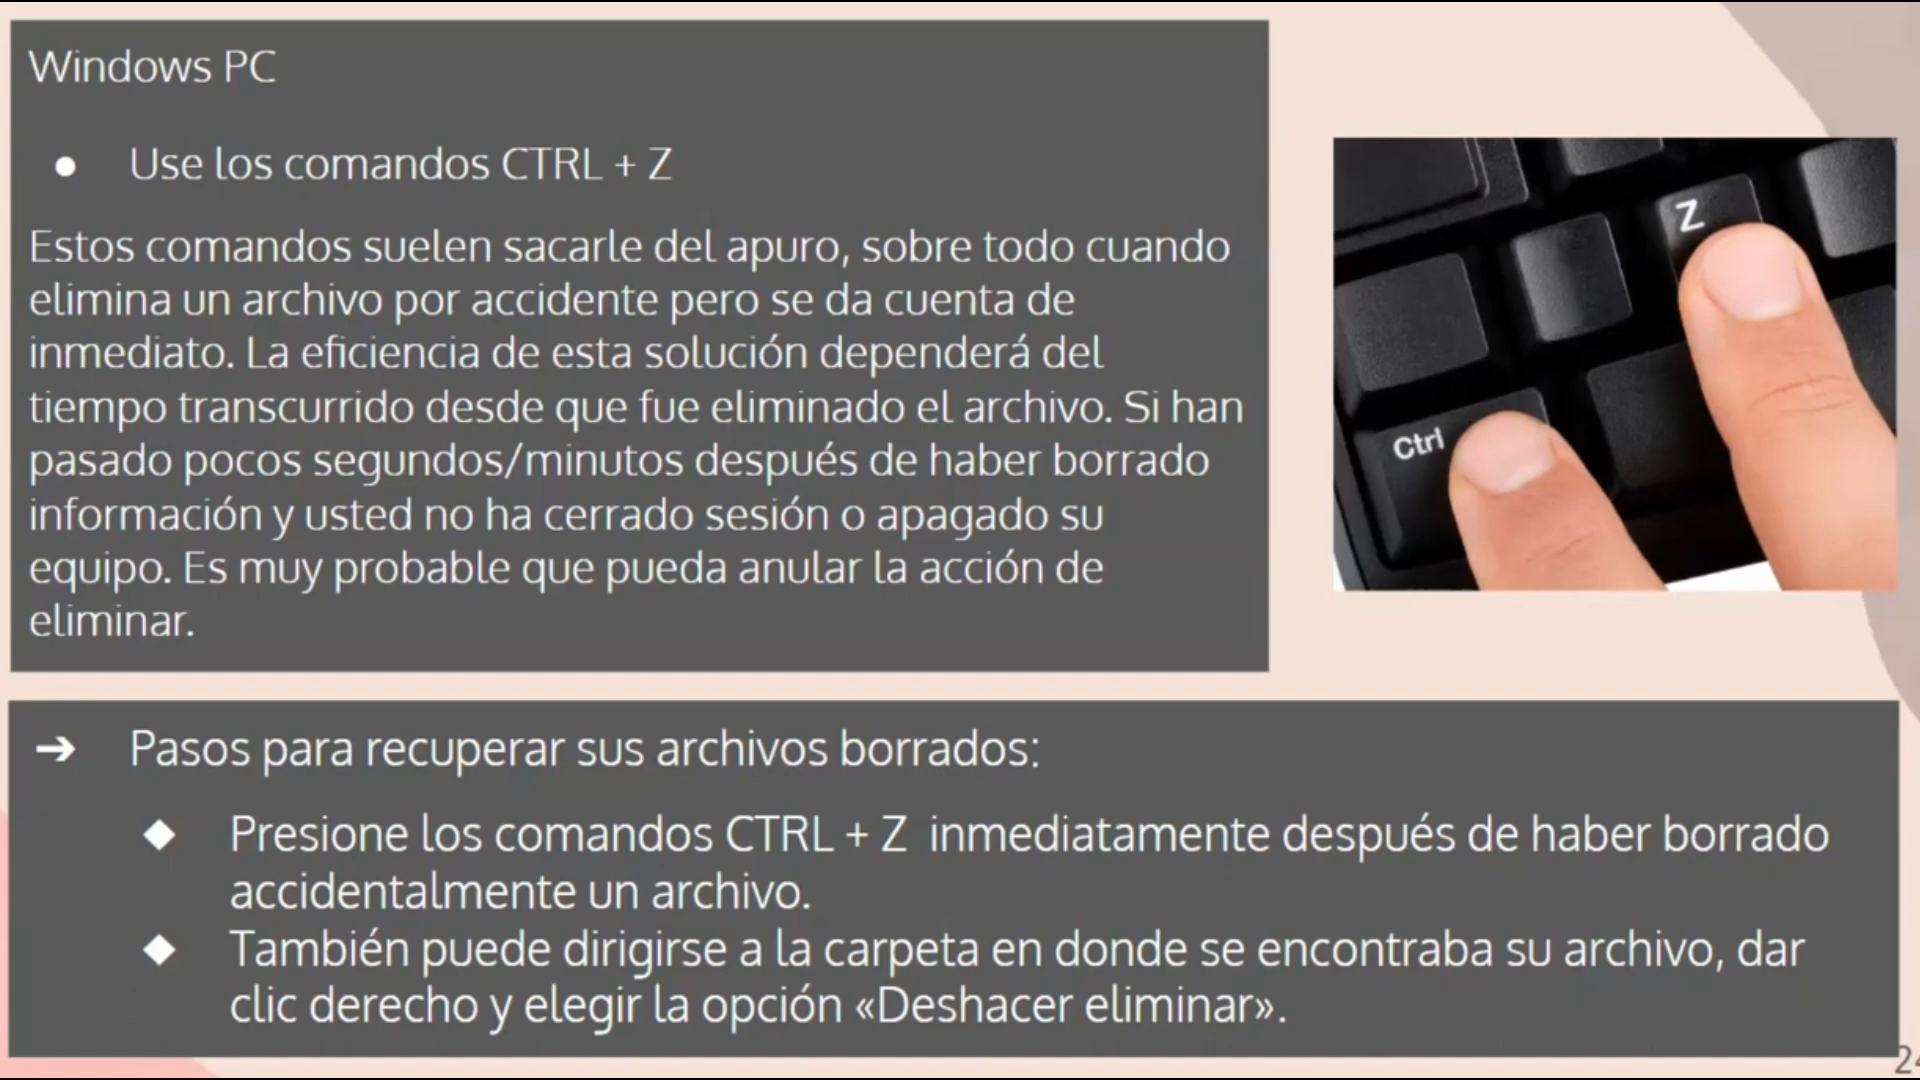 Windows PC
● Use los comandos CTRL + Z
Estos comandos suelen sacarle del apuro, sobre todo cuando
elimina un archivo por accidente pero se da cuenta de
inmediato. La eficiencia de esta solución dependerá del
tiempo transcurrido desde que fue eliminado el archivo. Si han
pasado pocos segundos/minutos después de haber borrado
información y usted no ha cerrado sesión o apagado su
equipo. Es muy probable que pueda anular la acción de
eliminar.
Z
Ctrl
➔ Pasos para recuperar sus archivos borrados:
◆ Presione los comandos CTRL + Z inmediatamente después de haber borrado
accidentalmente un archivo.
◆ También puede dirigirse a la carpeta en donde se encontraba su archivo, dar
clic derecho y elegir la opción «Deshacer eliminar».